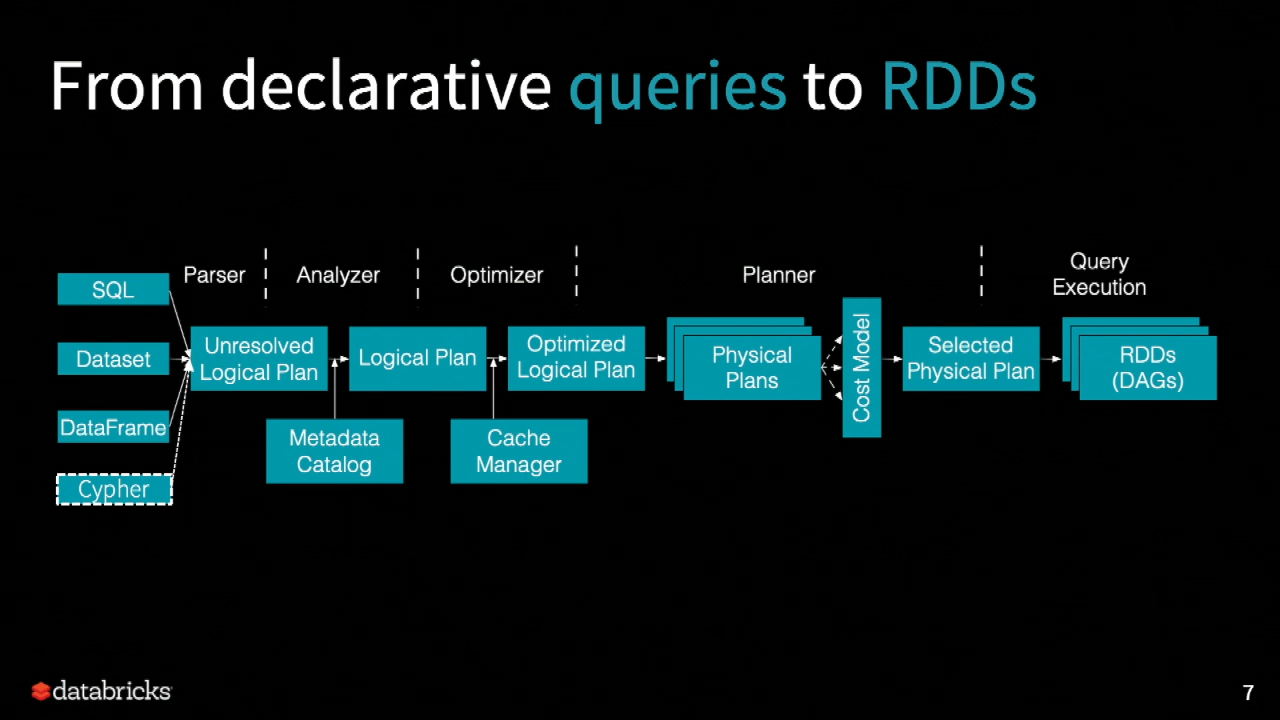 From declarative queries to RDDs
SQL
Dataset
DataFrame
Cypher
Parser
Analyzer
Optimizer
Planner
Query
Execution
Unresolved
Logical Plan
Logical Plan
Optimized
Logical Plan
Physical
Plans
Cost Model
Selected
Physical Plan
RDDs
(DAGs)
Metadata
Catalog
Cache
Manager
databricks
7